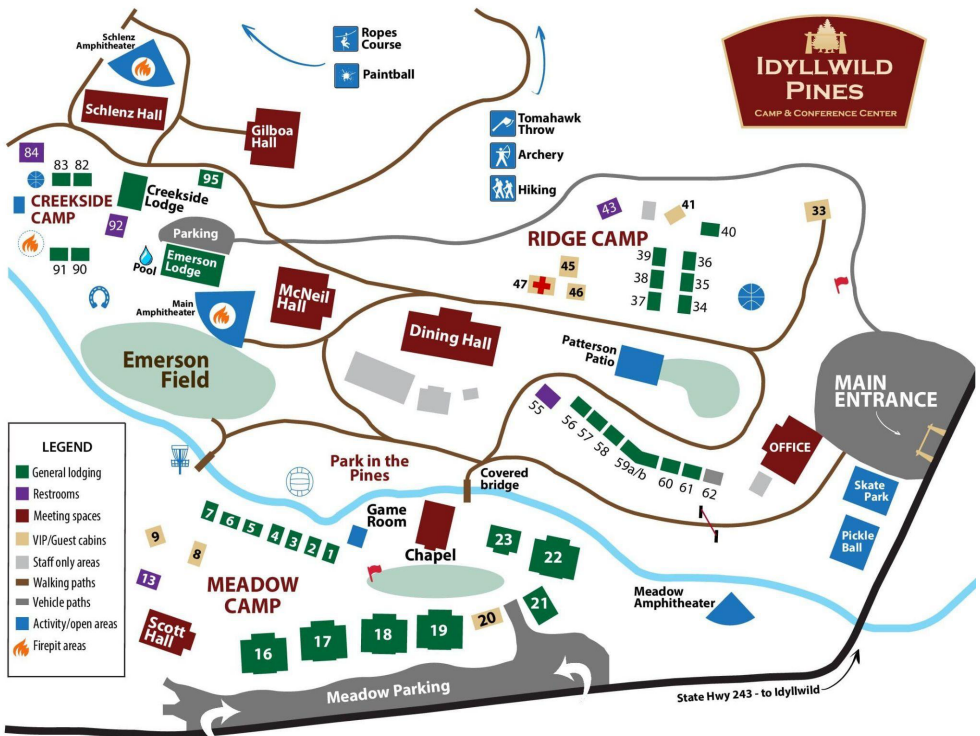 IDYLLWILD
PINES
CAMP & CONFERENCE CENTER
Ropes
Course
Paintball
Tomahawk
Throw
Archery
Hiking
Schlenz
Amphitheater
Schlenz Hall
Gilboa
Hall
84
83
82
CREEKSIDE
CAMP
Creekside
Lodge
95
92
91
90
Parking
Emerson
Lodge
Pool
Main
Amphitheater
McNeil
Hall
Emerson
Field
RIDGE CAMP
43
41
40
33
39
38
37
36
35
34
45
46
47
Dining Hall
Patterson
Patio
MAIN
ENTRANCE
OFFICE
Skate
Park
Pickle
Ball
55
56
57
58
59a/b
60
61
62
Park in the
Pines
Covered
bridge
Game
Room
Chapel
7
6
5
4
3
2
1
9
8
13
MEADOW
CAMP
Scott
Hall
16
17
18
19
20
21
22
23
Meadow
Amphitheater
Meadow Parking
State Hwy 243 - to Idyllwild
LEGEND
General lodging
Restrooms
Meeting spaces
VIP/Guest cabins
Staff only areas
Walking paths
Vehicle paths
Activity/open areas
Firepit areas